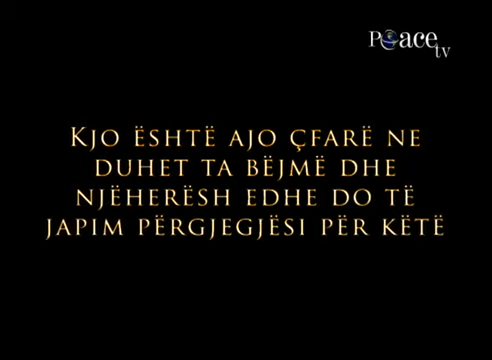 Peace tv
KJO ËSHTË AJO ÇFARË NE
DUHET TA BËJMË DHE
NJËHERËSH EDHE DO TË
JAPIM PËRGJEGJËSI PËR KËTË